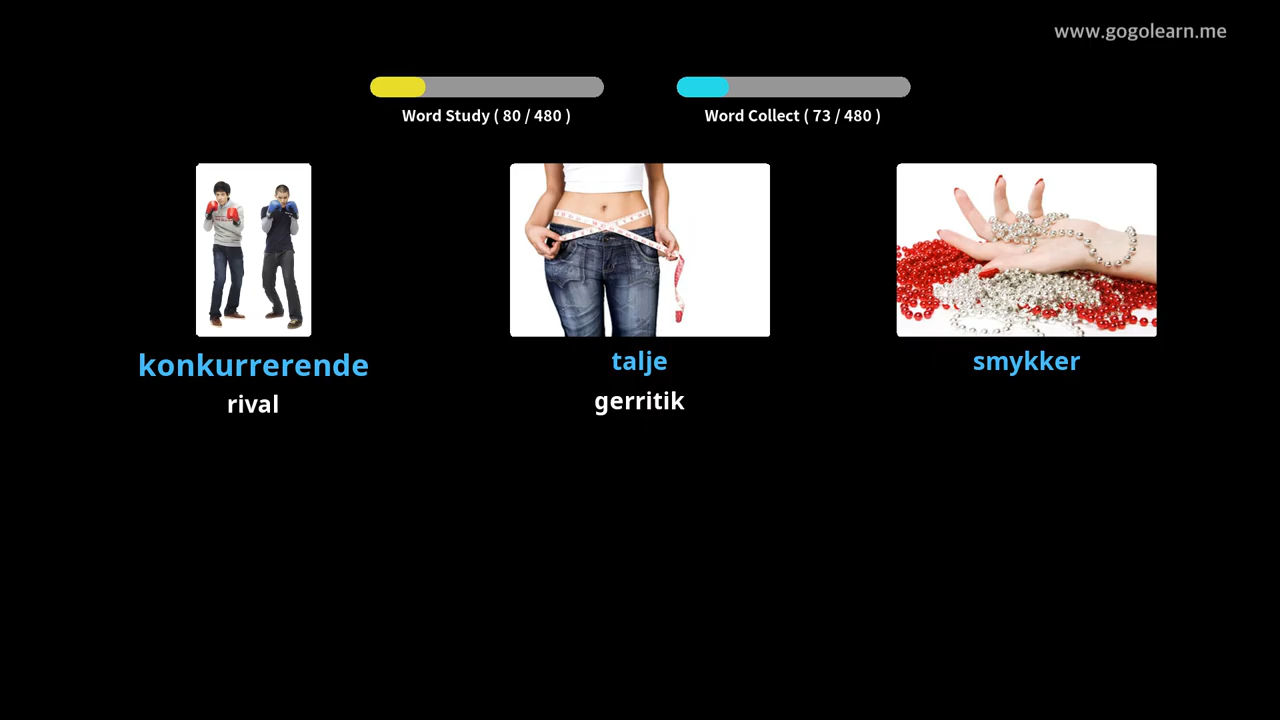 www.gogolearn.me
Word Study ( 80 / 480 )
Word Collect ( 73 / 480 )
konkurrerende
talje
smykker
rival
gerritik